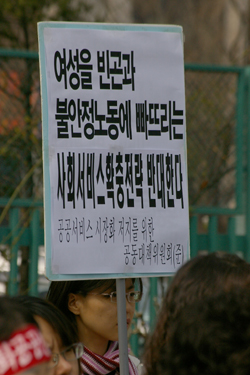 여성을 빈곤과
불안정노동에 빠뜨리는
사회서비스확충전략 반대한다
공공서비스 시장화 저지를 위한
공동대책위원회(준)